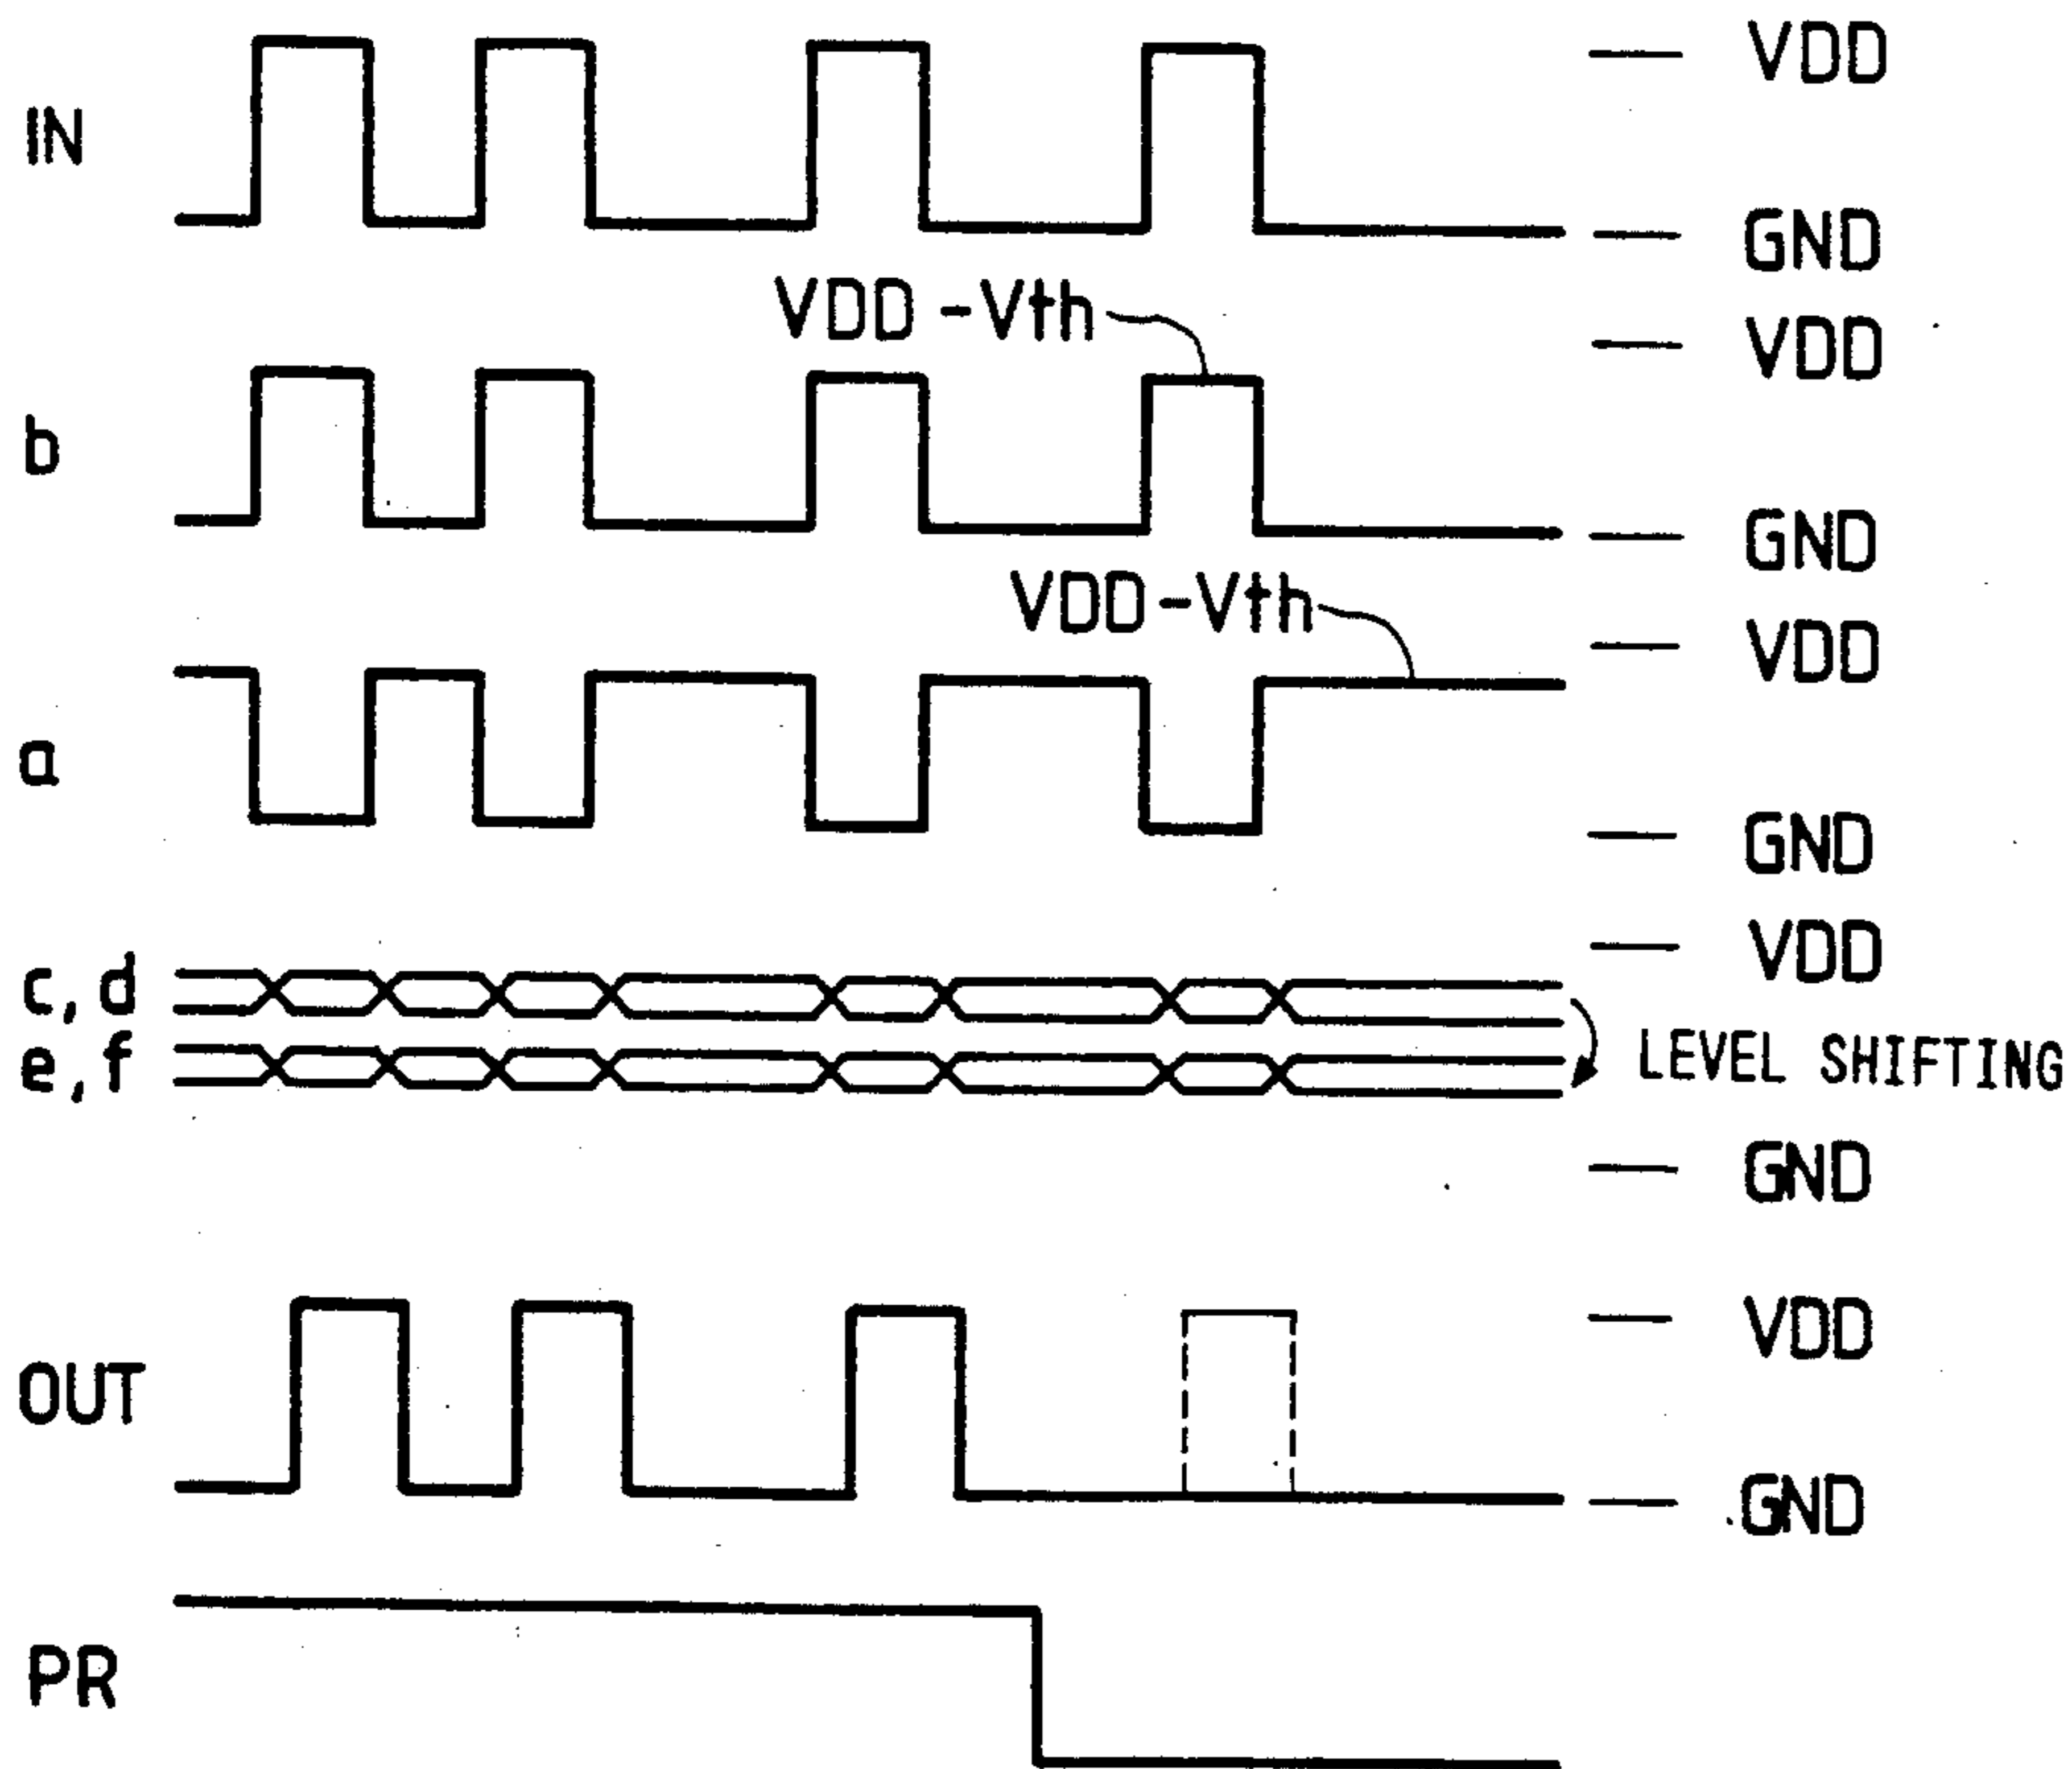 VDD
IN
GND
VDD-Vth
VDD
b
GND
VDD-Vth
VDD
a
GND
VDD
c,d
e,f
LEVEL SHIFTING
GND
VDD
OUT
GND
PR